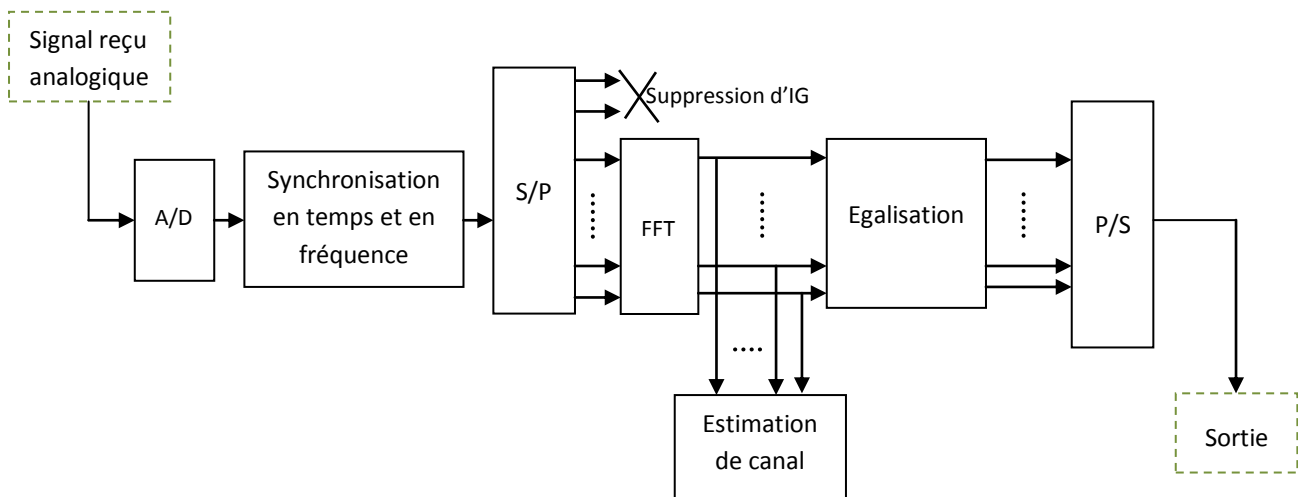 Signal reçu
analogique
A/D
Synchronisation
en temps et en
fréquence
S/P
Suppression d’IG
FFT
Egalisation
P/S
Estimation
de canal
Sortie